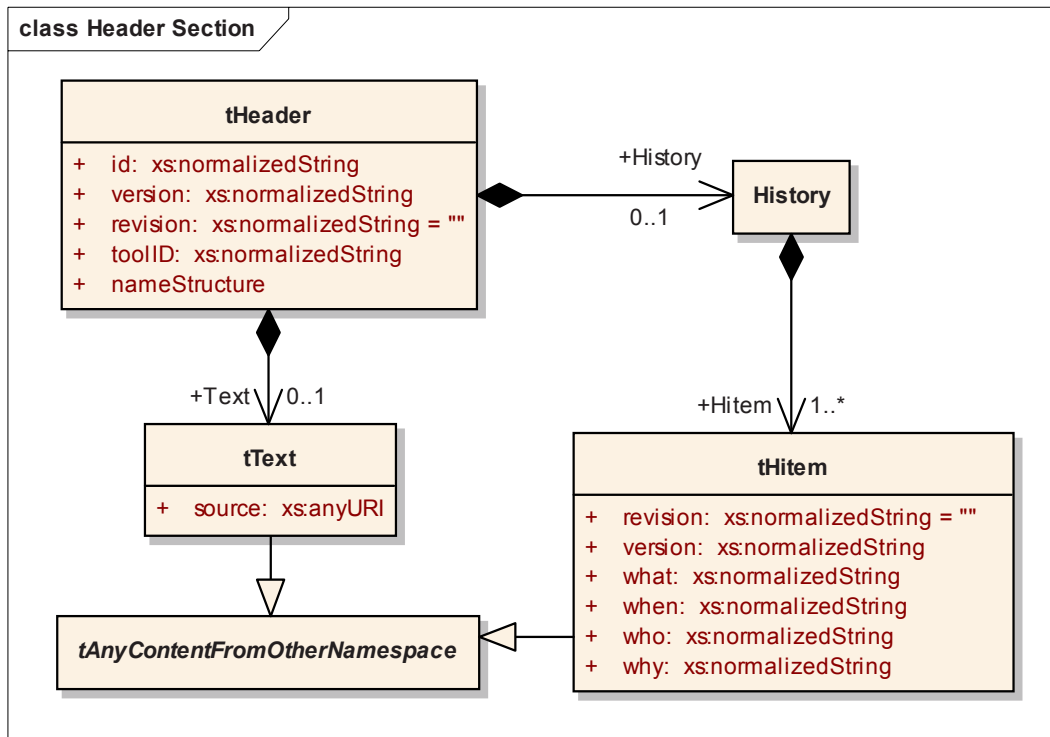 class Header Section
tHeader
+ id: xs:normalizedString
+ version: xs:normalizedString
+ revision: xs:normalizedString = ""
+ toolID: xs:normalizedString
+ nameStructure
+History
0..1
History
+Text 0..1
+Hitem 1..*
tText
+ source: xs:anyURI
tHitem
+ revision: xs:normalizedString = ""
+ version: xs:normalizedString
+ what: xs:normalizedString
+ when: xs:normalizedString
+ who: xs:normalizedString
+ why: xs:normalizedString
tAnyContentFromOtherNamespace